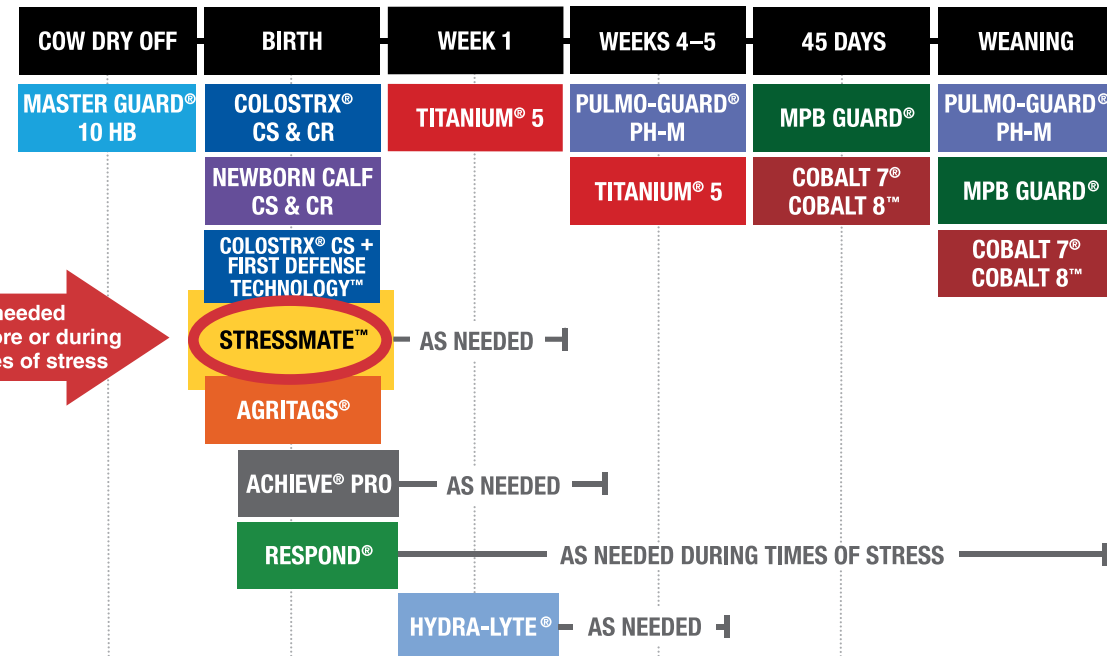 COW DRY OFF
BIRTH
WEEK 1
WEEKS 4–5
45 DAYS
WEANING
MASTER GUARD®
10 HB
COLOSTRX®
CS & CR
TITANIUM® 5
PULMO-GUARD®
PH-M
MPB GUARD®
PULMO-GUARD®
PH-M
NEWBORN CALF
CS & CR
TITANIUM® 5
COBALT 7®
COBALT 8™
MPB GUARD®
COLOSTRX® CS +
FIRST DEFENSE
TECHNOLOGY™
COBALT 7®
COBALT 8™
needed
or during
of stress
STRESSMATE™
AS NEEDED
AGRITAGS®
ACHIEVE® PRO
AS NEEDED
RESPOND®
AS NEEDED DURING TIMES OF STRESS
HYDRA-LYTE®
AS NEEDED